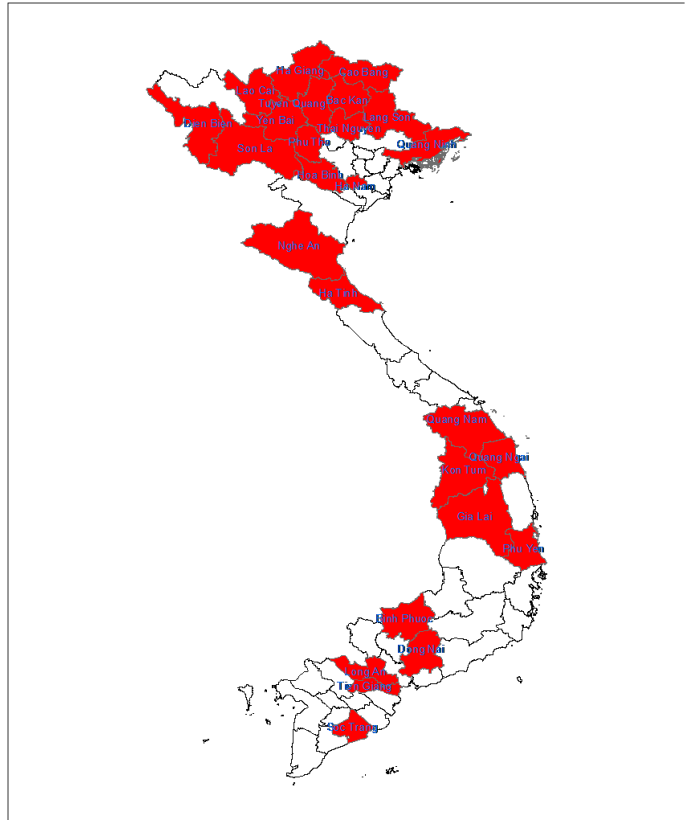 Ha Giang
Cao Bang
Lao Cai
Bac Kan
Tuyen Quang
Lang Son
Yen Bai
Dien Bien
Thai Nguyen
Phu Tho
Quang Ninh
Son La
Hoa Binh
Ha Nam
Nghe An
Ha Tinh
Quang Nam
Quang Ngai
Kon Tum
Gia Lai
Phu Yen
Binh Phuoc
Dong Nai
Long An
Tien Giang
Soc Trang